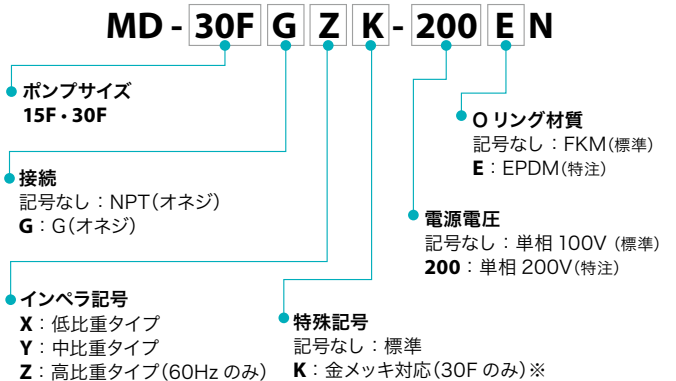 MD - 30F G Z K - 200 E N
ポンプサイズ
15F・30F
接続
記号なし：NPT(オネジ)
G：G(オネジ)
インペラ記号
X：低比重タイプ
Y：中比重タイプ
Z：高比重タイプ(60Hz のみ)
特殊記号
記号なし：標準
K：金メッキ対応(30F のみ)※
電源電圧
記号なし：単相 100V (標準)
200：単相 200V(特注)
O リング材質
記号なし：FKM(標準)
E：EPDM(特注)